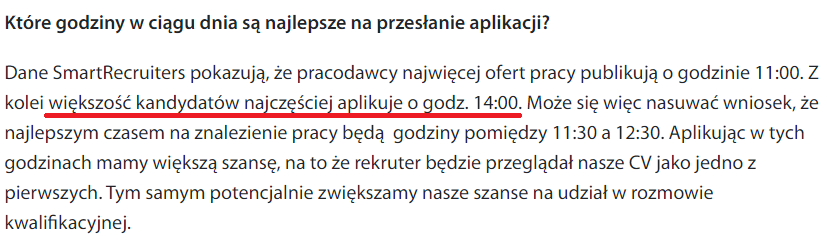 Które godziny w ciągu dnia są najlepsze na przesłanie aplikacji?
Dane SmartRecruiters pokazują, że pracodawcy najwięcej ofert pracy publikują o godzinie 11:00. Z
kolei większość kandydatów najczęściej aplikuje o godz. 14:00. Może się więc nasuwać wniosek, że
najlepszym czasem na znalezienie pracy będą  godziny pomiędzy 11:30 a 12:30. Aplikując w tych
godzinach mamy większą szansę, na to że rekruter będzie przeglądał nasze CV jako jedno z
pierwszych. Tym samym potencjalnie zwiększamy nasze szanse na udział w rozmowie
kwalifikacyjnej.